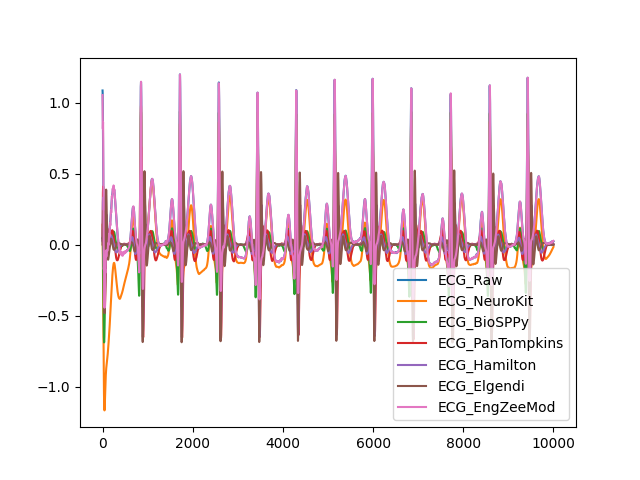 1.0
0.5
0.0
−0.5
−1.0
0 2000 4000 6000 8000 10000
ECG_Raw
ECG_NeuroKit
ECG_BioSPPy
ECG_PanTompkins
ECG_Hamilton
ECG_Elgendi
ECG_EngZeeMod